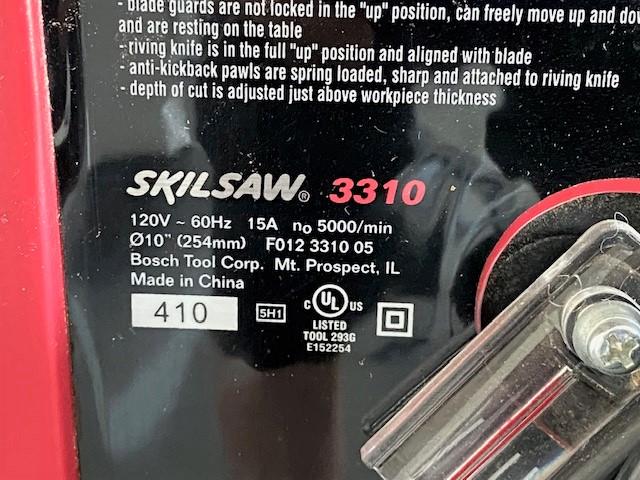 - blade guards are not locked in the "up" position, can freely move up and do
and are resting on the table
- riving knife is in the full "up" position and aligned with blade
- anti-kickback pawls are spring loaded, sharp and attached to riving knife
- depth of cut is adjusted just above workpiece thickness
SKILSAW® 3310
120V ~ 60Hz 15A no 5000/min
Ø10" (254mm) F012 3310 05
Bosch Tool Corp. Mt. Prospect, IL
Made in China
410
5H1
C UL US
LISTED
TOOL 293G
E152254